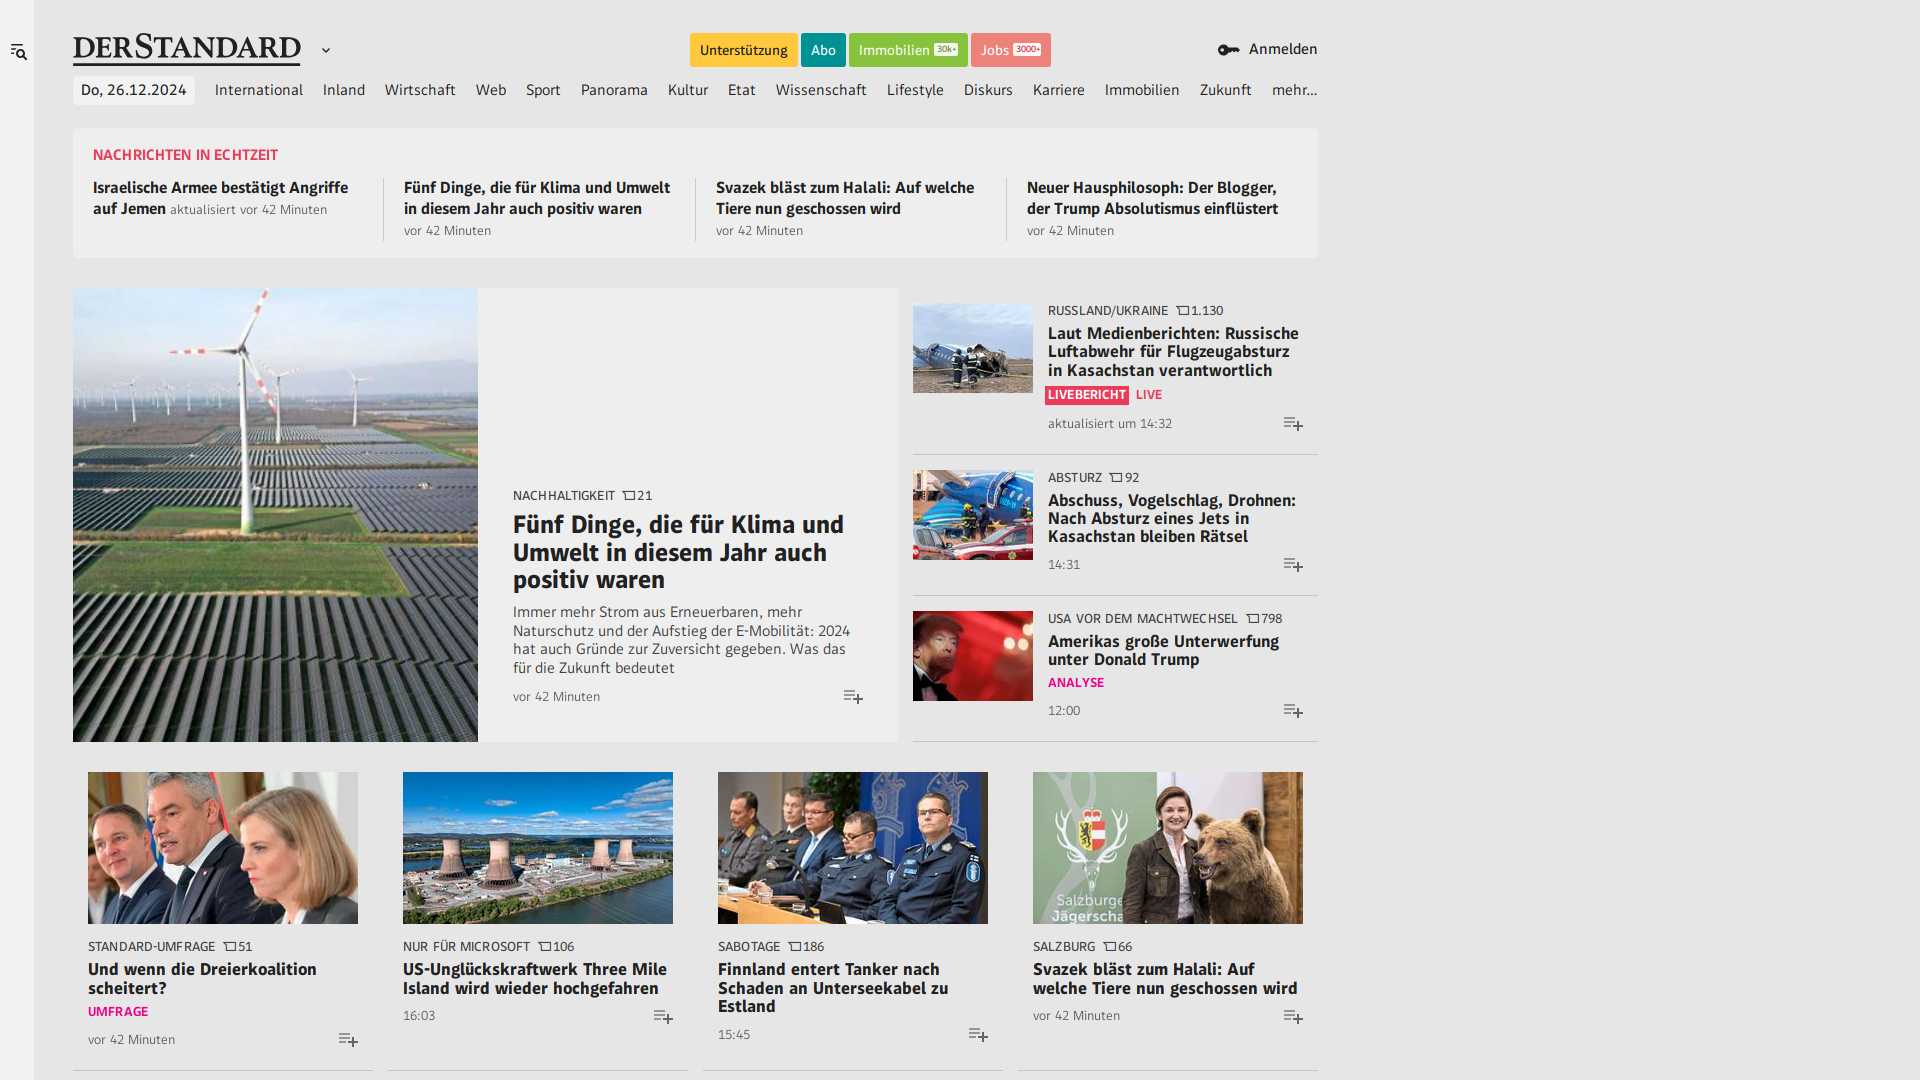 DERSTANDARD
Unterstützung
Abo
Immobilien 30k+
Jobs 3000+
Anmelden
Do, 26.12.2024
International
Inland
Wirtschaft
Web
Sport
Panorama
Kultur
Etat
Wissenschaft
Lifestyle
Diskurs
Karriere
Immobilien
Zukunft
mehr...
NACHRICHTEN IN ECHTZEIT
Israelische Armee bestätigt Angriffe
auf Jemen aktualisiert vor 42 Minuten
Fünf Dinge, die für Klima und Umwelt
in diesem Jahr auch positiv waren
vor 42 Minuten
Svazek bläst zum Halali: Auf welche
Tiere nun geschossen wird
vor 42 Minuten
Neuer Hausphilosoph: Der Blogger,
der Trump Absolutismus einflüstert
vor 42 Minuten
NACHHALTIGKEIT 21
Fünf Dinge, die für Klima und
Umwelt in diesem Jahr auch
positiv waren
Immer mehr Strom aus Erneuerbaren, mehr
Naturschutz und der Aufstieg der E-Mobilität: 2024
hat auch Gründe zur Zuversicht gegeben. Was das
für die Zukunft bedeutet
vor 42 Minuten
RUSSLAND/UKRAINE 1.130
Laut Medienberichten: Russische
Luftabwehr für Flugzeugabsturz
in Kasachstan verantwortlich
LIVEBERICHT LIVE
aktualisiert um 14:32
ABSTURZ 92
Abschuss, Vogelschlag, Drohnen:
Nach Absturz eines Jets in
Kasachstan bleiben Rätsel
14:31
USA VOR DEM MACHTWECHSEL 798
Amerikas große Unterwerfung
unter Donald Trump
ANALYSE
12:00
STANDARD-UMFRAGE 51
Und wenn die Dreierkoalition
scheitert?
UMFRAGE
vor 42 Minuten
NUR FÜR MICROSOFT 106
US-Unglückskraftwerk Three Mile
Island wird wieder hochgefahren
16:03
SABOTAGE 186
Finnland entert Tanker nach
Schaden an Unterseekabel zu
Estland
15:45
Salzburge
Jägerscha
SALZBURG 66
Svazek bläst zum Halali: Auf
welche Tiere nun geschossen wird
vor 42 Minuten